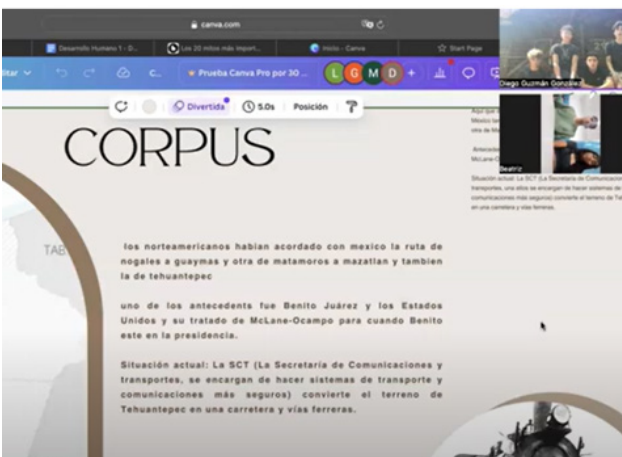 canva.com
Desarrollo Humano 1 - D...
Los 20 mitos más import...
Inicio - Canva
Start Page
itar
C...
Prueba Canva Pro por 30 ...
L G M D +
Divertida
5.0s
Posición
Diego Guzmán González
Beatriz
CORPUS
TAB
los norteamericanos habian acordado con mexico la ruta de
nogales a guaymas y otra de matamoros a mazatlan y tambien
la de tehuantepec
uno de los antecedents fue Benito Juárez y los Estados
Unidos y su tratado de McLane-Ocampo para cuando Benito
este en la presidencia.
Situación actual: La SCT (La Secretaría de Comunicaciones y
transportes, se encargan de hacer sistemas de transporte y
comunicaciones más seguros) convierte el terreno de
Tehuantepec en una carretera y vías ferreras.
Situación actual: La SCT (La Secretaría de Comunicacion
transportes, una ellos se encargan de hacer sistemas de
comunicaciones más seguros) convierte el terreno de Te
en una carretera y vías ferreras.